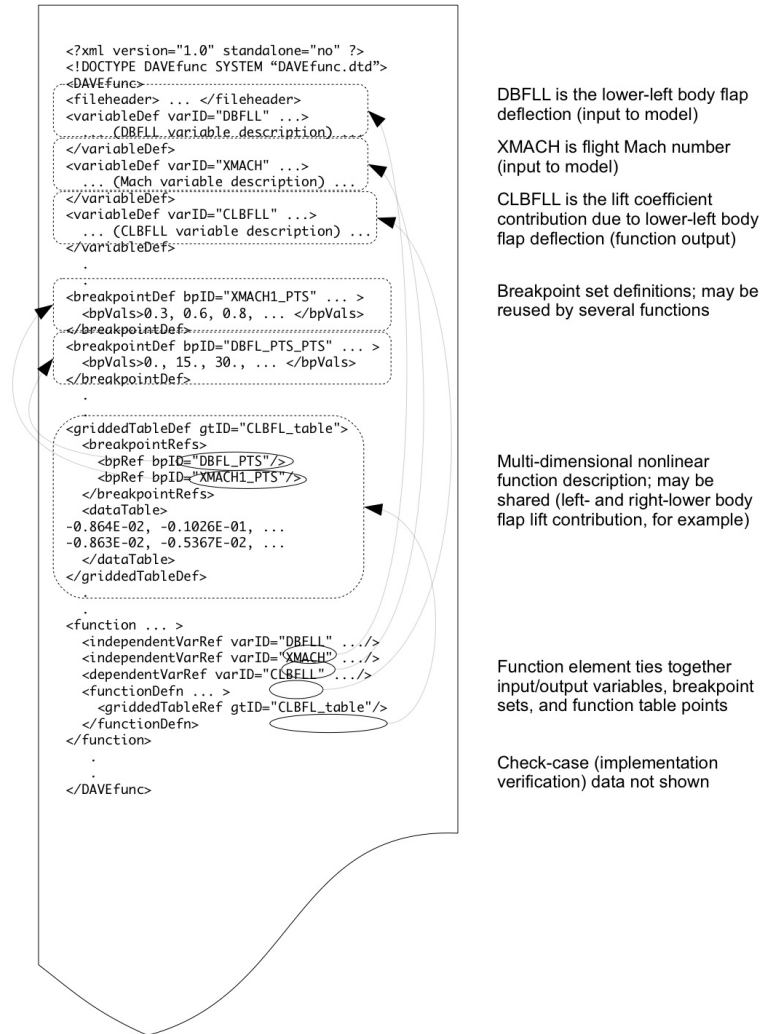 <?xml version="1.0" standalone="no" ?>
<!DOCTYPE DAVEfunc SYSTEM “DAVEfunc.dtd”>
<DAVEfunc>
<fileheader> ... </fileheader>
<variableDef varID="DBFLL" ...>
... (DBFLL variable description) ...
</variableDef>
<variableDef varID="XMACH" ...>
... (Mach variable description) ...
</variableDef>
<variableDef varID="CLBFLL" ...>
... (CLBFLL variable description) ...
</variableDef>
.
.
<breakpointDef bpID="XMACH1_PTS" ... >
<bpVals>0.3, 0.6, 0.8, ... </bpVals>
</breakpointDef>
<breakpointDef bpID="DBFL_PTS_PTS" ... >
<bpVals>0., 15., 30., ... </bpVals>
</breakpointDef>
.
.
<griddedTableDef gtID="CLBFL_table">
<breakpointRefs>
<bpRef bpID="DBFL_PTS"/>
<bpRef bpID="XMACH1_PTS"/>
</breakpointRefs>
<dataTable>
-0.864E-02, -0.1026E-01, ...
-0.863E-02, -0.5367E-02, ...
</dataTable>
</griddedTableDef>
.
.
<function ... >
<independentVarRef varID="DBFLL" .../>
<independentVarRef varID="XMACH" .../>
<dependentVarRef varID="CLBFLL" .../>
<functionDefn ... >
<griddedTableRef gtID="CLBFL_table"/>
</functionDefn>
</function>
.
.
</DAVEfunc>
DBFLL is the lower-left body flap
deflection (input to model)
XMACH is flight Mach number
(input to model)
CLBFLL is the lift coefficient
contribution due to lower-left body
flap deflection (function output)
Breakpoint set definitions; may be
reused by several functions
Multi-dimensional nonlinear
function description; may be
shared (left- and right-lower body
flap lift contribution, for example)
Function element ties together
input/output variables, breakpoint
sets, and function table points
Check-case (implementation
verification) data not shown